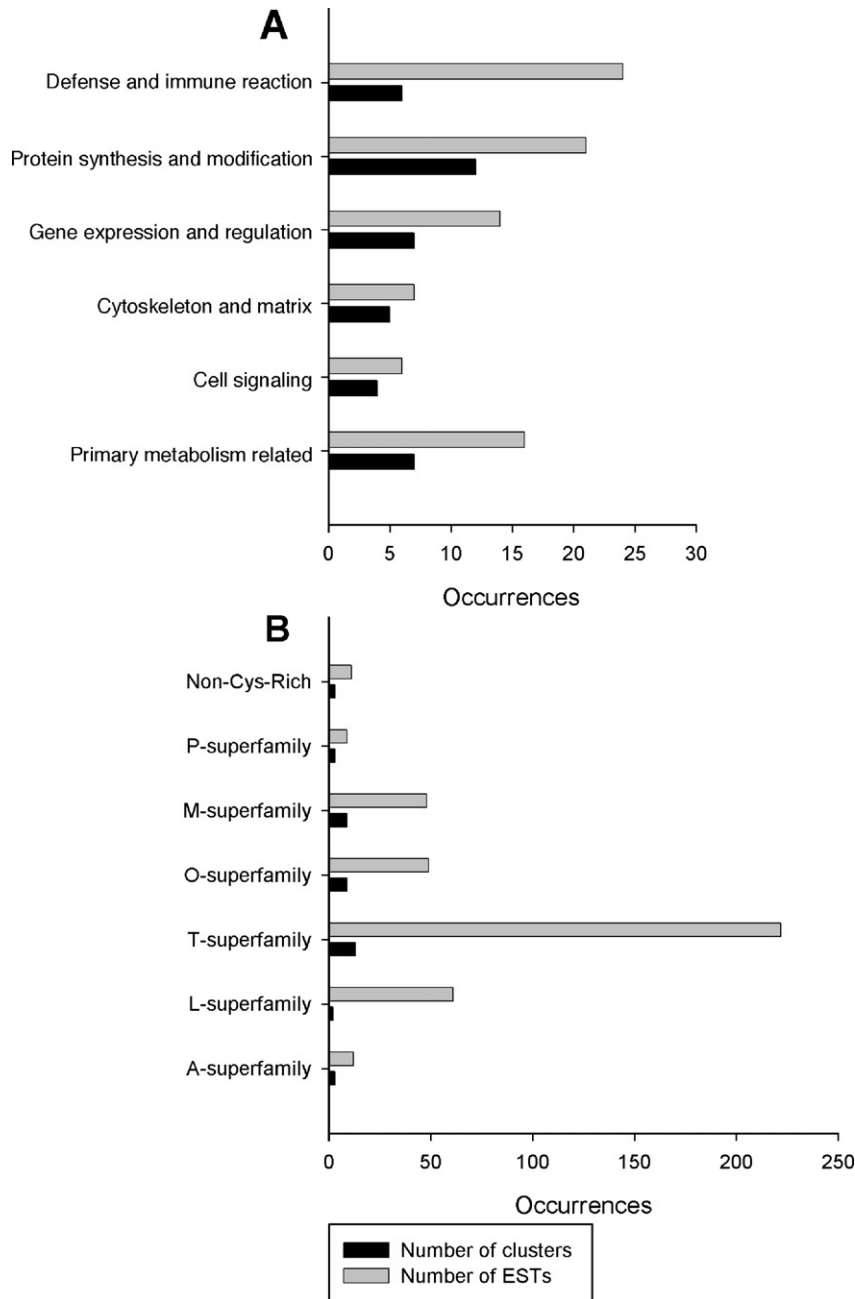 A
Defense and immune reaction
Protein synthesis and modification
Gene expression and regulation
Cytoskeleton and matrix
Cell signaling
Primary metabolism related
0 5 10 15 20 25 30
Occurrences
B
Non-Cys-Rich
P-superfamily
M-superfamily
O-superfamily
T-superfamily
L-superfamily
A-superfamily
0 50 100 150 200 250
Occurrences
Number of clusters
Number of ESTs